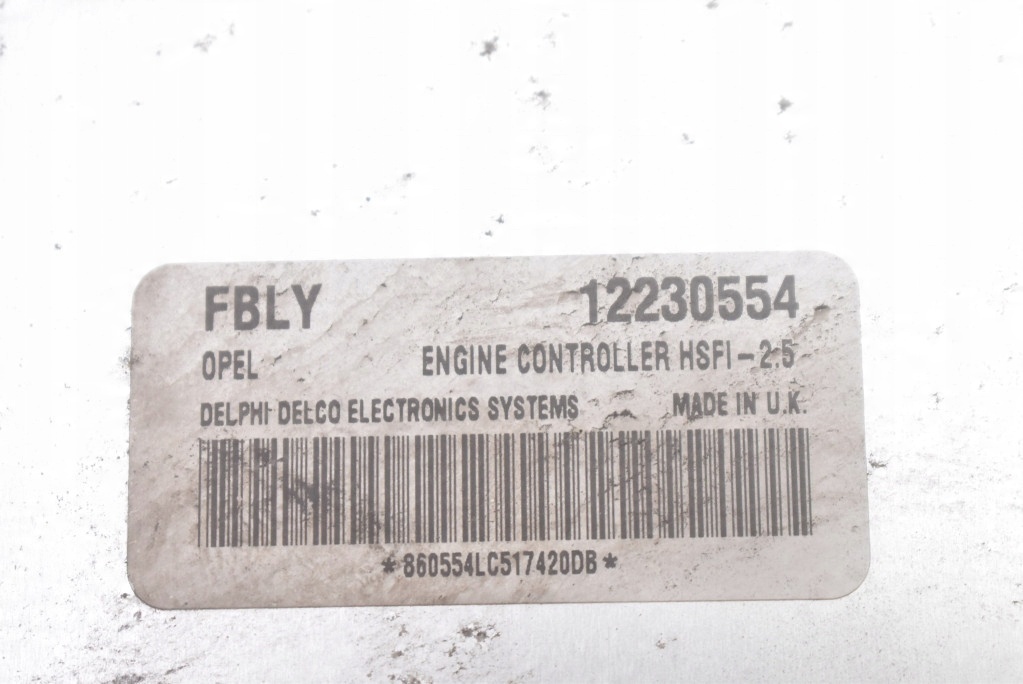 FBLY 12230554
OPEL ENGINE CONTROLLER HSFI-2.5
DELPHI DELCO ELECTRONICS SYSTEMS MADE IN U.K.
*860554LC517420DB*